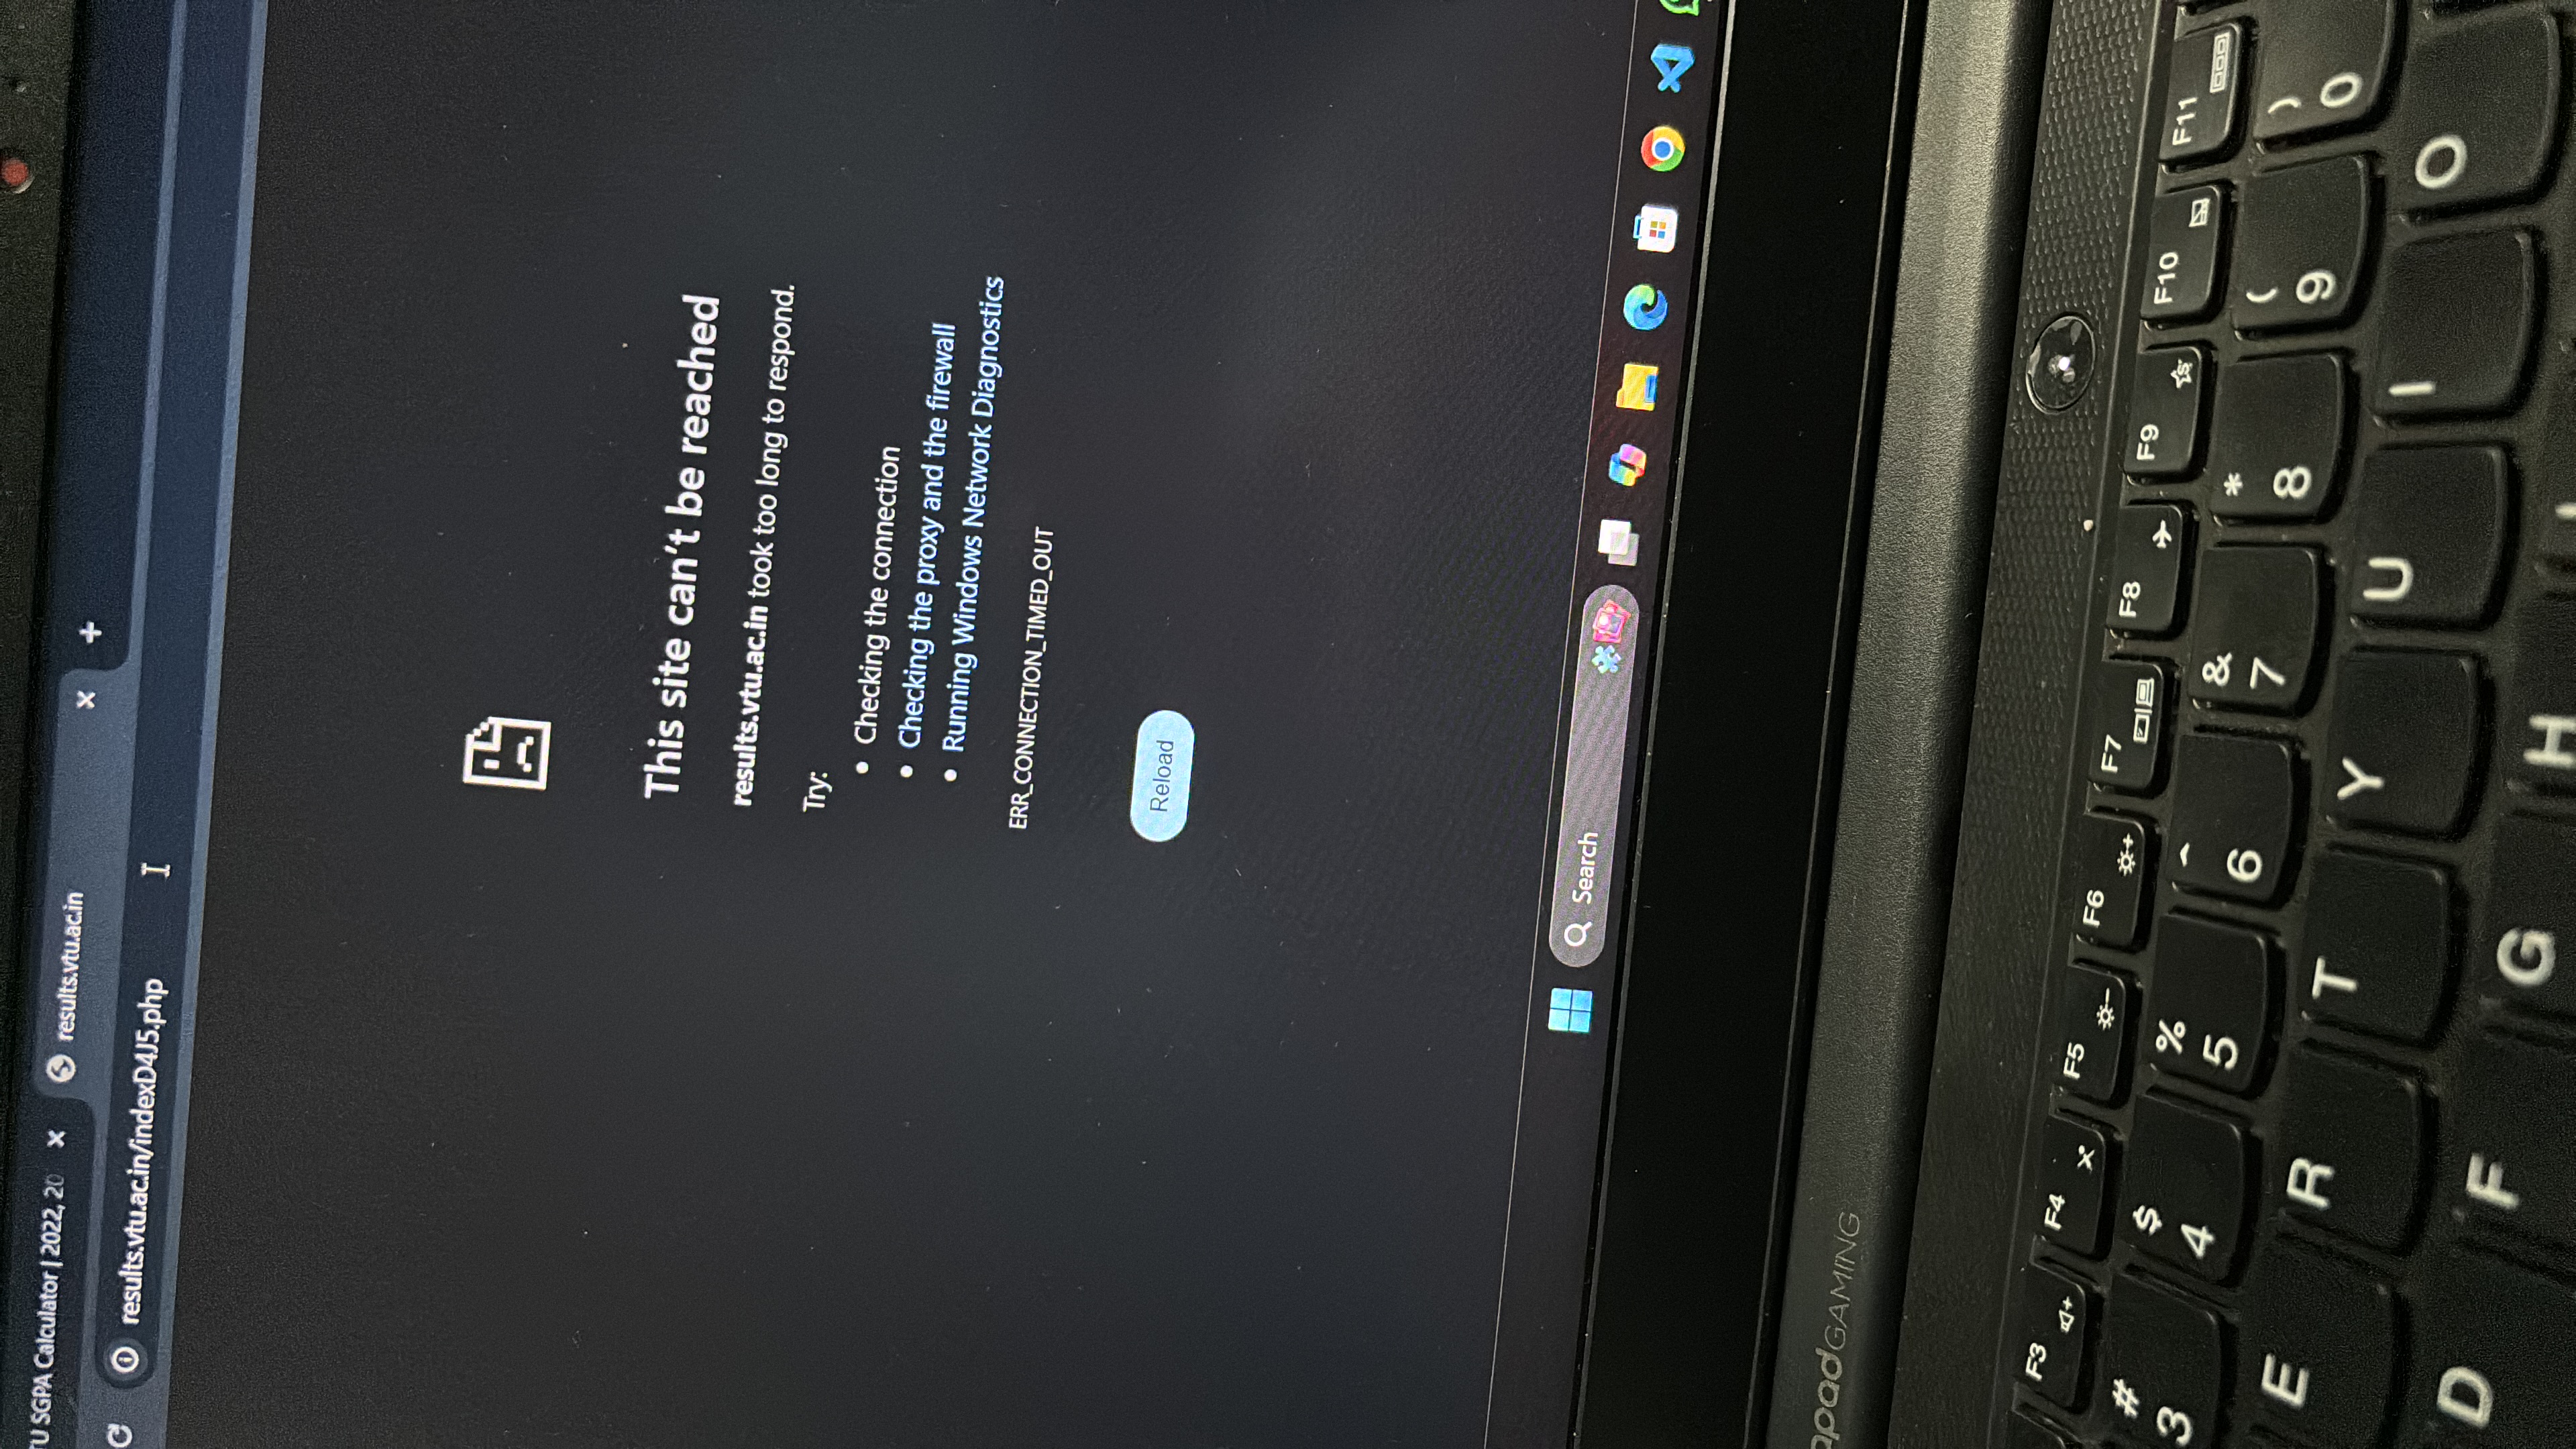 TU SGPA Calculator | 2022, 20
results.vtu.ac.in
results.vtu.ac.in/indexD4J5.php
This site can't be reached
results.vtu.ac.in took too long to respond.
Try:
Checking the connection
Checking the proxy and the firewall
Running Windows Network Diagnostics
ERR_CONNECTION_TIMED_OUT
Reload
Search
apadGAMING
F3 F4 F5 F6 F7 F8 F9 F10 F11
# $ % ^ & * ( )
3 4 5 6 7 8 9 0
E R T Y U I O
D F G H